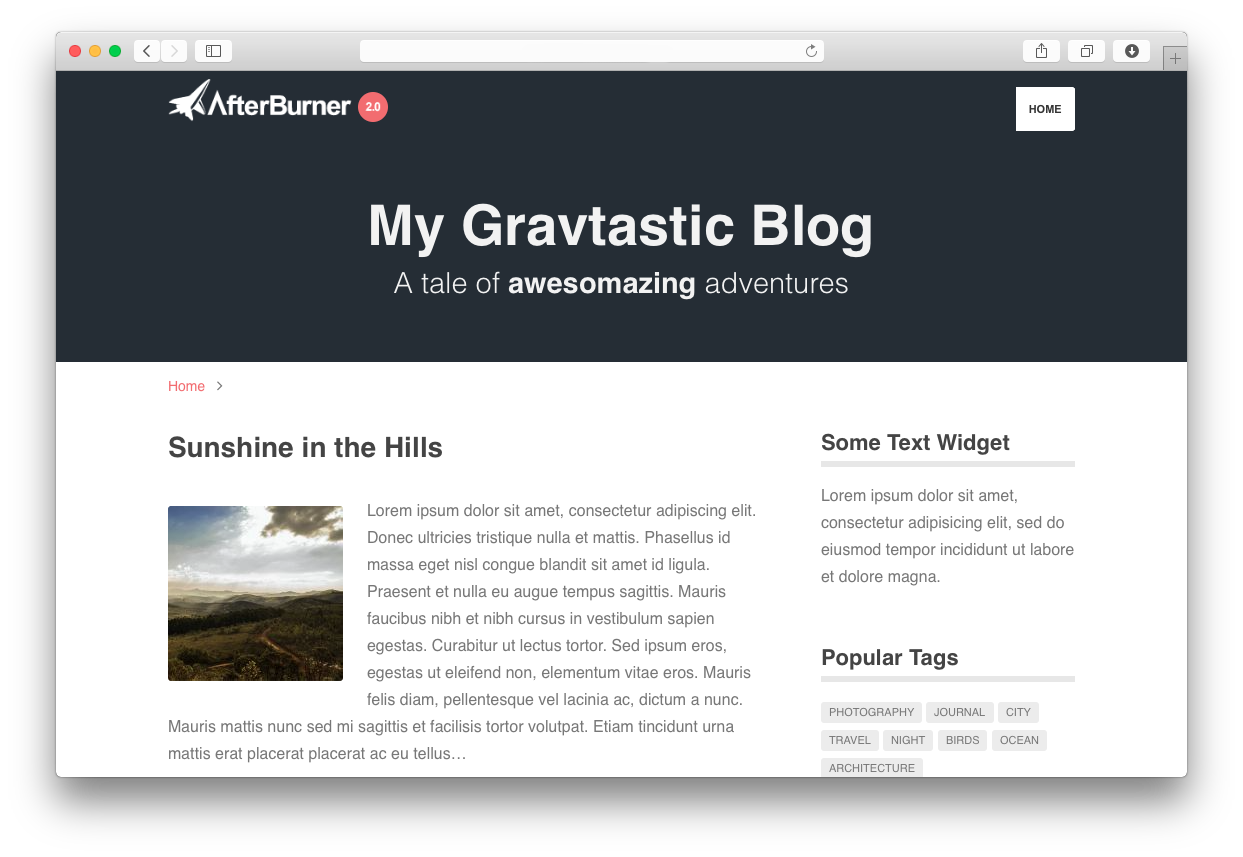 AfterBurner 2.0
HOME
My Gravtastic Blog
A tale of awesomazing adventures
Home
Sunshine in the Hills
Lorem ipsum dolor sit amet, consectetur adipiscing elit.
Donec ultricies tristique nulla et mattis. Phasellus id
massa eget nisl congue blandit sit amet id ligula.
Praesent et nulla eu augue tempus sagittis. Mauris
faucibus nibh et nibh cursus in vestibulum sapien
egestas. Curabitur ut lectus tortor. Sed ipsum eros,
egestas ut eleifend non, elementum vitae eros. Mauris
felis diam, pellentesque vel lacinia ac, dictum a nunc.
Mauris mattis nunc sed mi sagittis et facilisis tortor volutpat. Etiam tincidunt urna
mattis erat placerat placerat ac eu tellus…
Some Text Widget
Lorem ipsum dolor sit amet,
consectetur adipisicing elit, sed do
eiusmod tempor incididunt ut labore
et dolore magna.
Popular Tags
PHOTOGRAPHY JOURNAL CITY
TRAVEL NIGHT BIRDS OCEAN
ARCHITECTURE